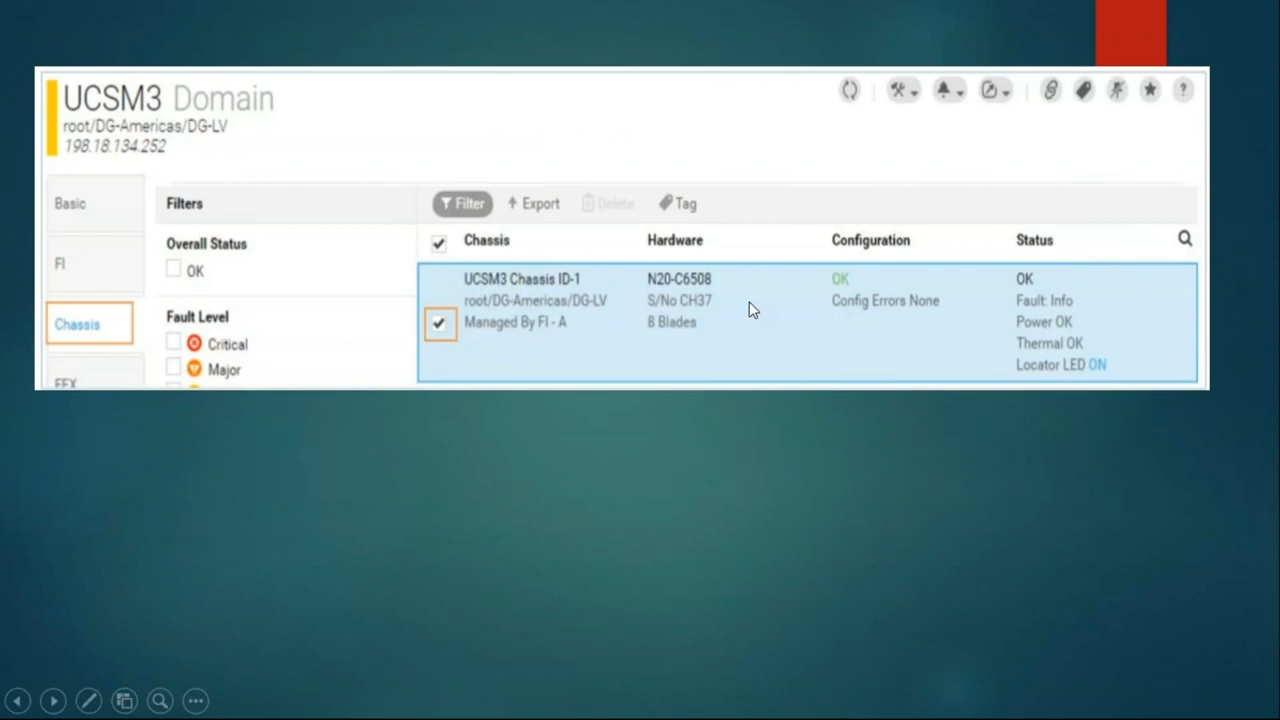 UCSM3 Domain
root/DG-Americas/DG-LV
198.18.134.252
Basic
FI
Chassis
FEX
Filters
Overall Status
OK
Fault Level
Critical
Major
Filter Export Delete Tag
Chassis Hardware Configuration Status
UCSM3 Chassis ID-1 N20-C6508 OK OK
root/DG-Americas/DG-LV S/No CH37 Config Errors None Fault: Info
Managed By FI - A 8 Blades Power OK
Thermal OK
Locator LED ON